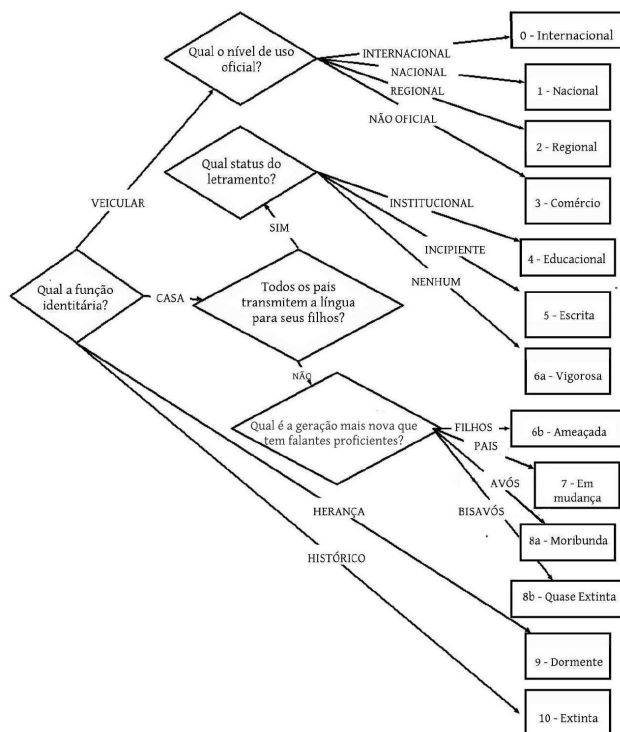 Qual o nível de uso
oficial?
INTERNACIONAL
NACIONAL
REGIONAL
NÃO OFICIAL
0 - Internacional
1 - Nacional
2 - Regional
3 - Comércio
Qual status do
letramento?
INSTITUCIONAL
INCIPIENTE
NENHUM
4 - Educacional
5 - Escrita
6a - Vigorosa
VEICULAR
SIM
Qual a função
identitária?
CASA
Todos os pais
transmitem a língua
para seus filhos?
NÃO
Qual é a geração mais nova que
tem falantes proficientes?
FILHOS
PAIS
AVÓS
BISAVÓS
6b - Ameaçada
7 - Em
mudança
8a - Moribunda
8b - Quase Extinta
HERANÇA
HISTÓRICO
9 - Dormente
10 - Extinta